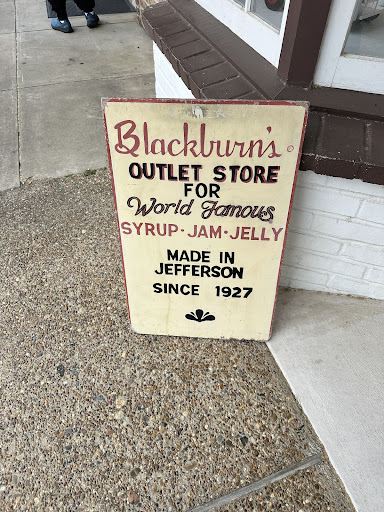 Blackburn's ®
OUTLET STORE
FOR
World Famous
SYRUP · JAM · JELLY
MADE IN
JEFFERSON
SINCE 1927